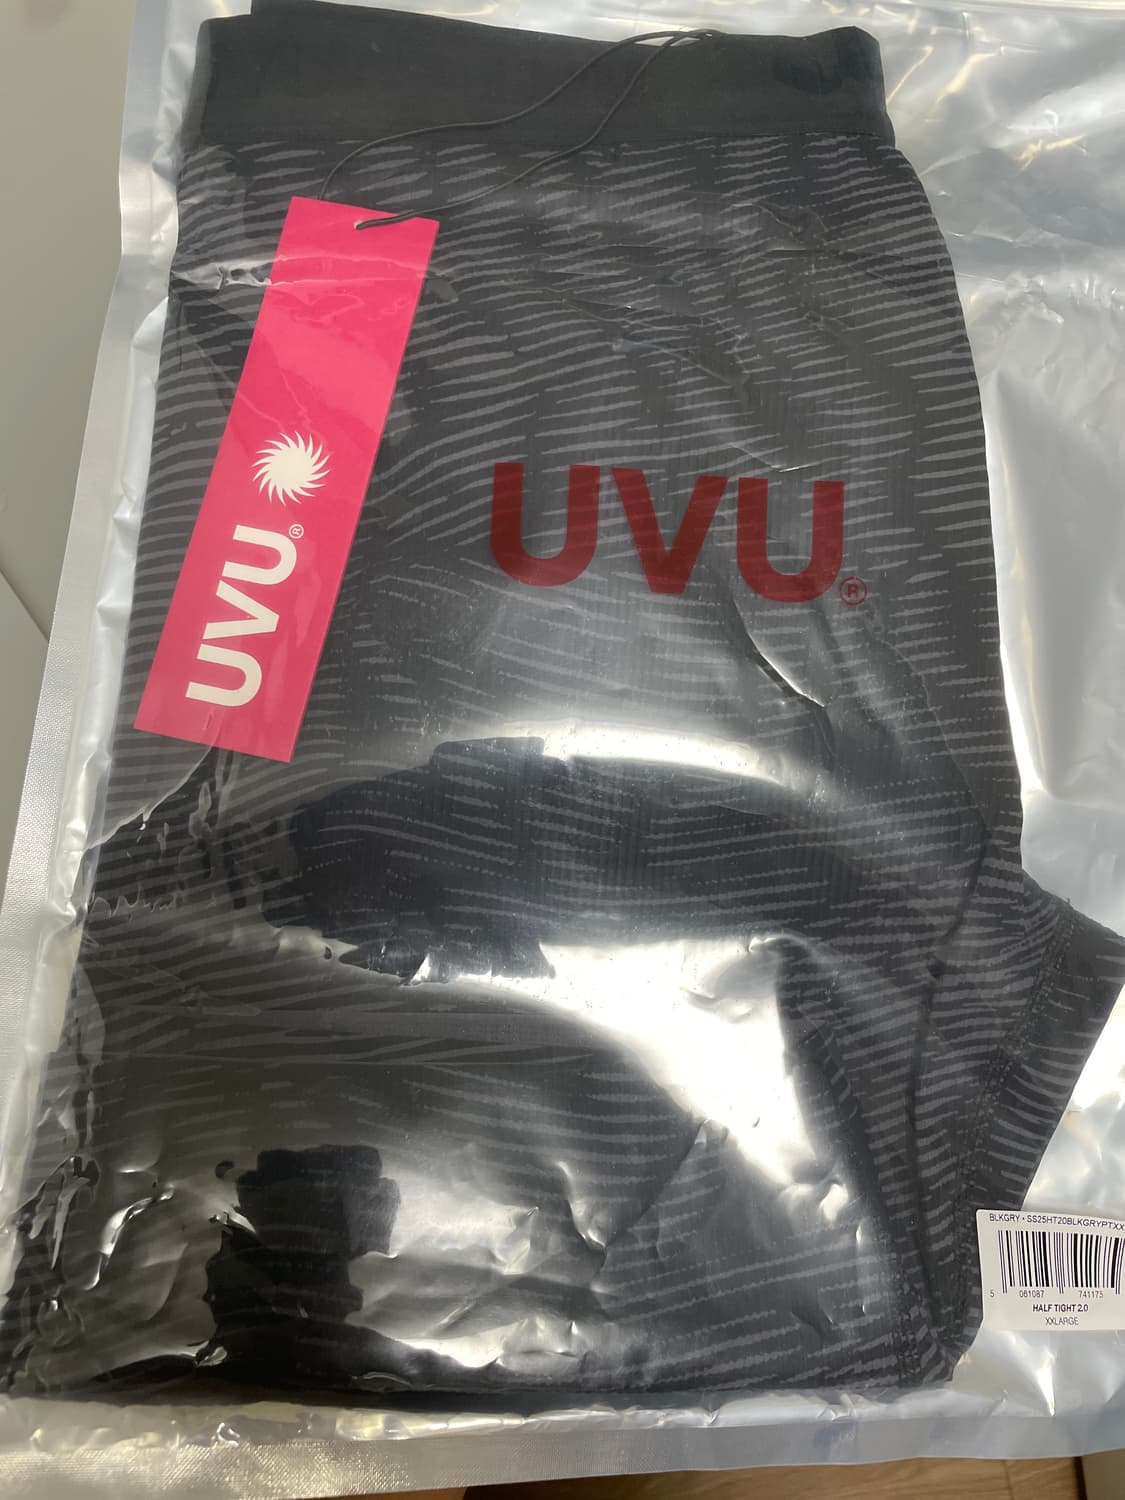 UVU®
UVU®
BLKGRY • SS25HT20BLKGRYPTXX
5 061087 741175
HALF TIGHT 2.0
XXLARGE